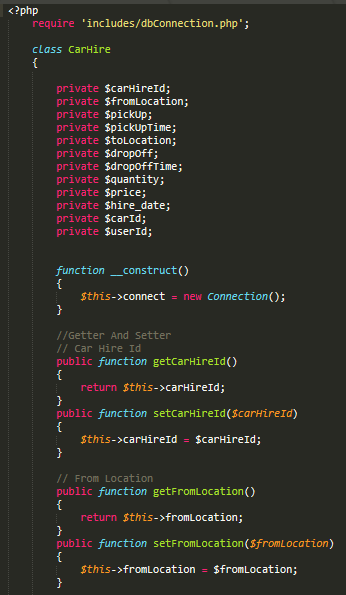 <?php
require 'includes/dbConnection.php';
class CarHire
{
private $carHireId;
private $fromLocation;
private $pickUp;
private $pickUpTime;
private $toLocation;
private $dropOff;
private $dropOffTime;
private $quantity;
private $price;
private $hire_date;
private $carId;
private $userId;
function __construct()
{
$this->connect = new Connection();
}
//Getter And Setter
// Car Hire Id
public function getCarHireId()
{
return $this->carHireId;
}
public function setCarHireId($carHireId)
{
$this->carHireId = $carHireId;
}
// From Location
public function getFromLocation()
{
return $this->fromLocation;
}
public function setFromLocation($fromLocation)
{
$this->fromLocation = $fromLocation;
}